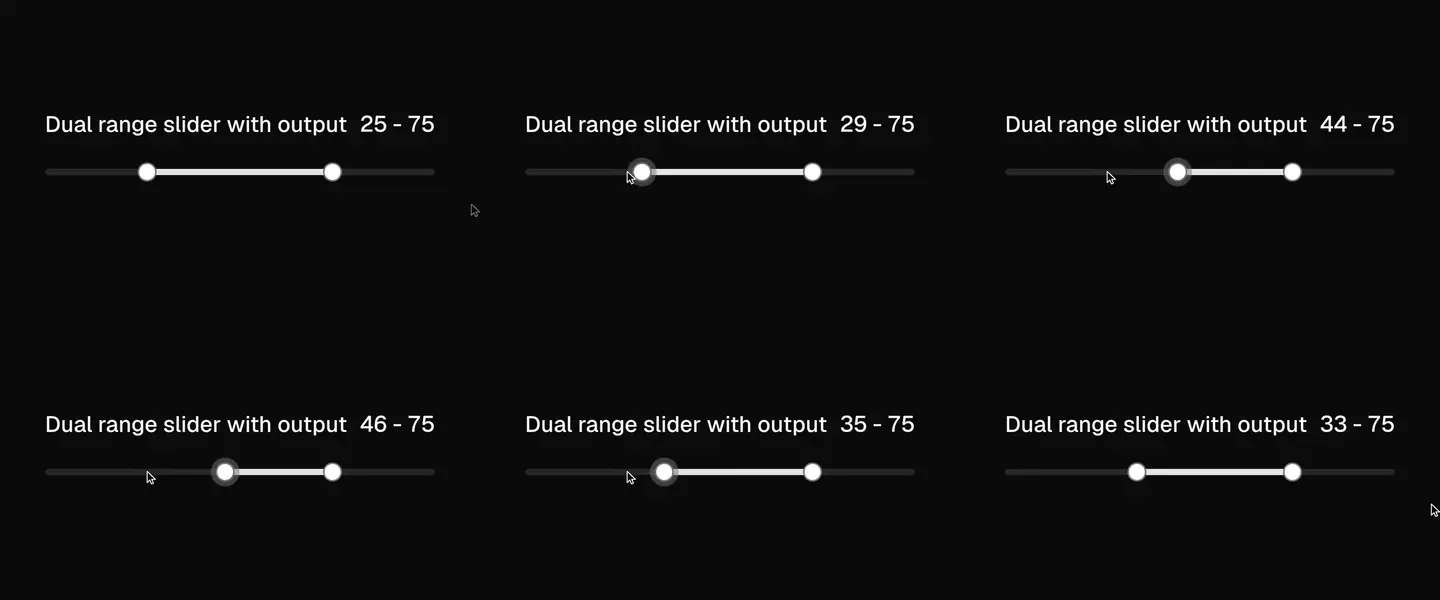 Dual range slider with output 25 - 75
Dual range slider with output 29 - 75
Dual range slider with output 44 - 75
Dual range slider with output 46 - 75
Dual range slider with output 35 - 75
Dual range slider with output 33 - 75